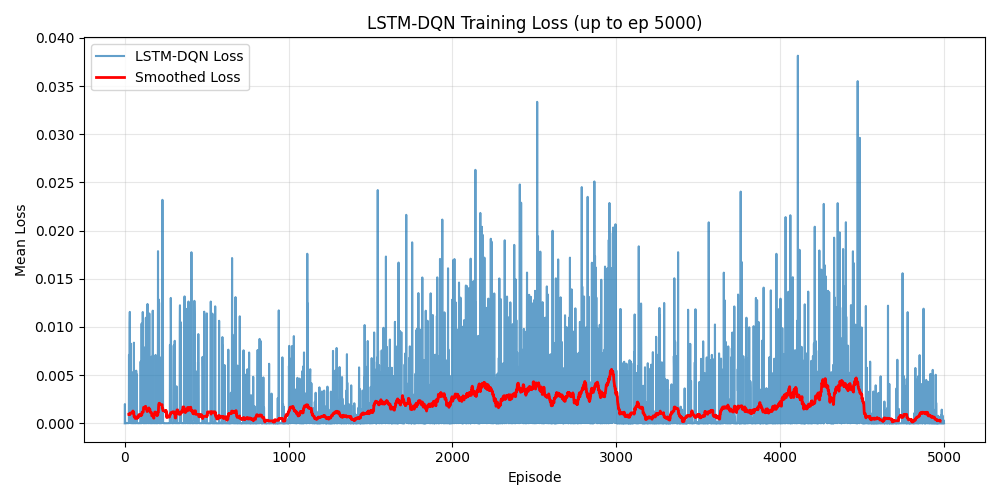 LSTM-DQN Training Loss (up to ep 5000)
LSTM-DQN Loss
Smoothed Loss
Mean Loss
0.040
0.035
0.030
0.025
0.020
0.015
0.010
0.005
0.000
0 1000 2000 3000 4000 5000
Episode